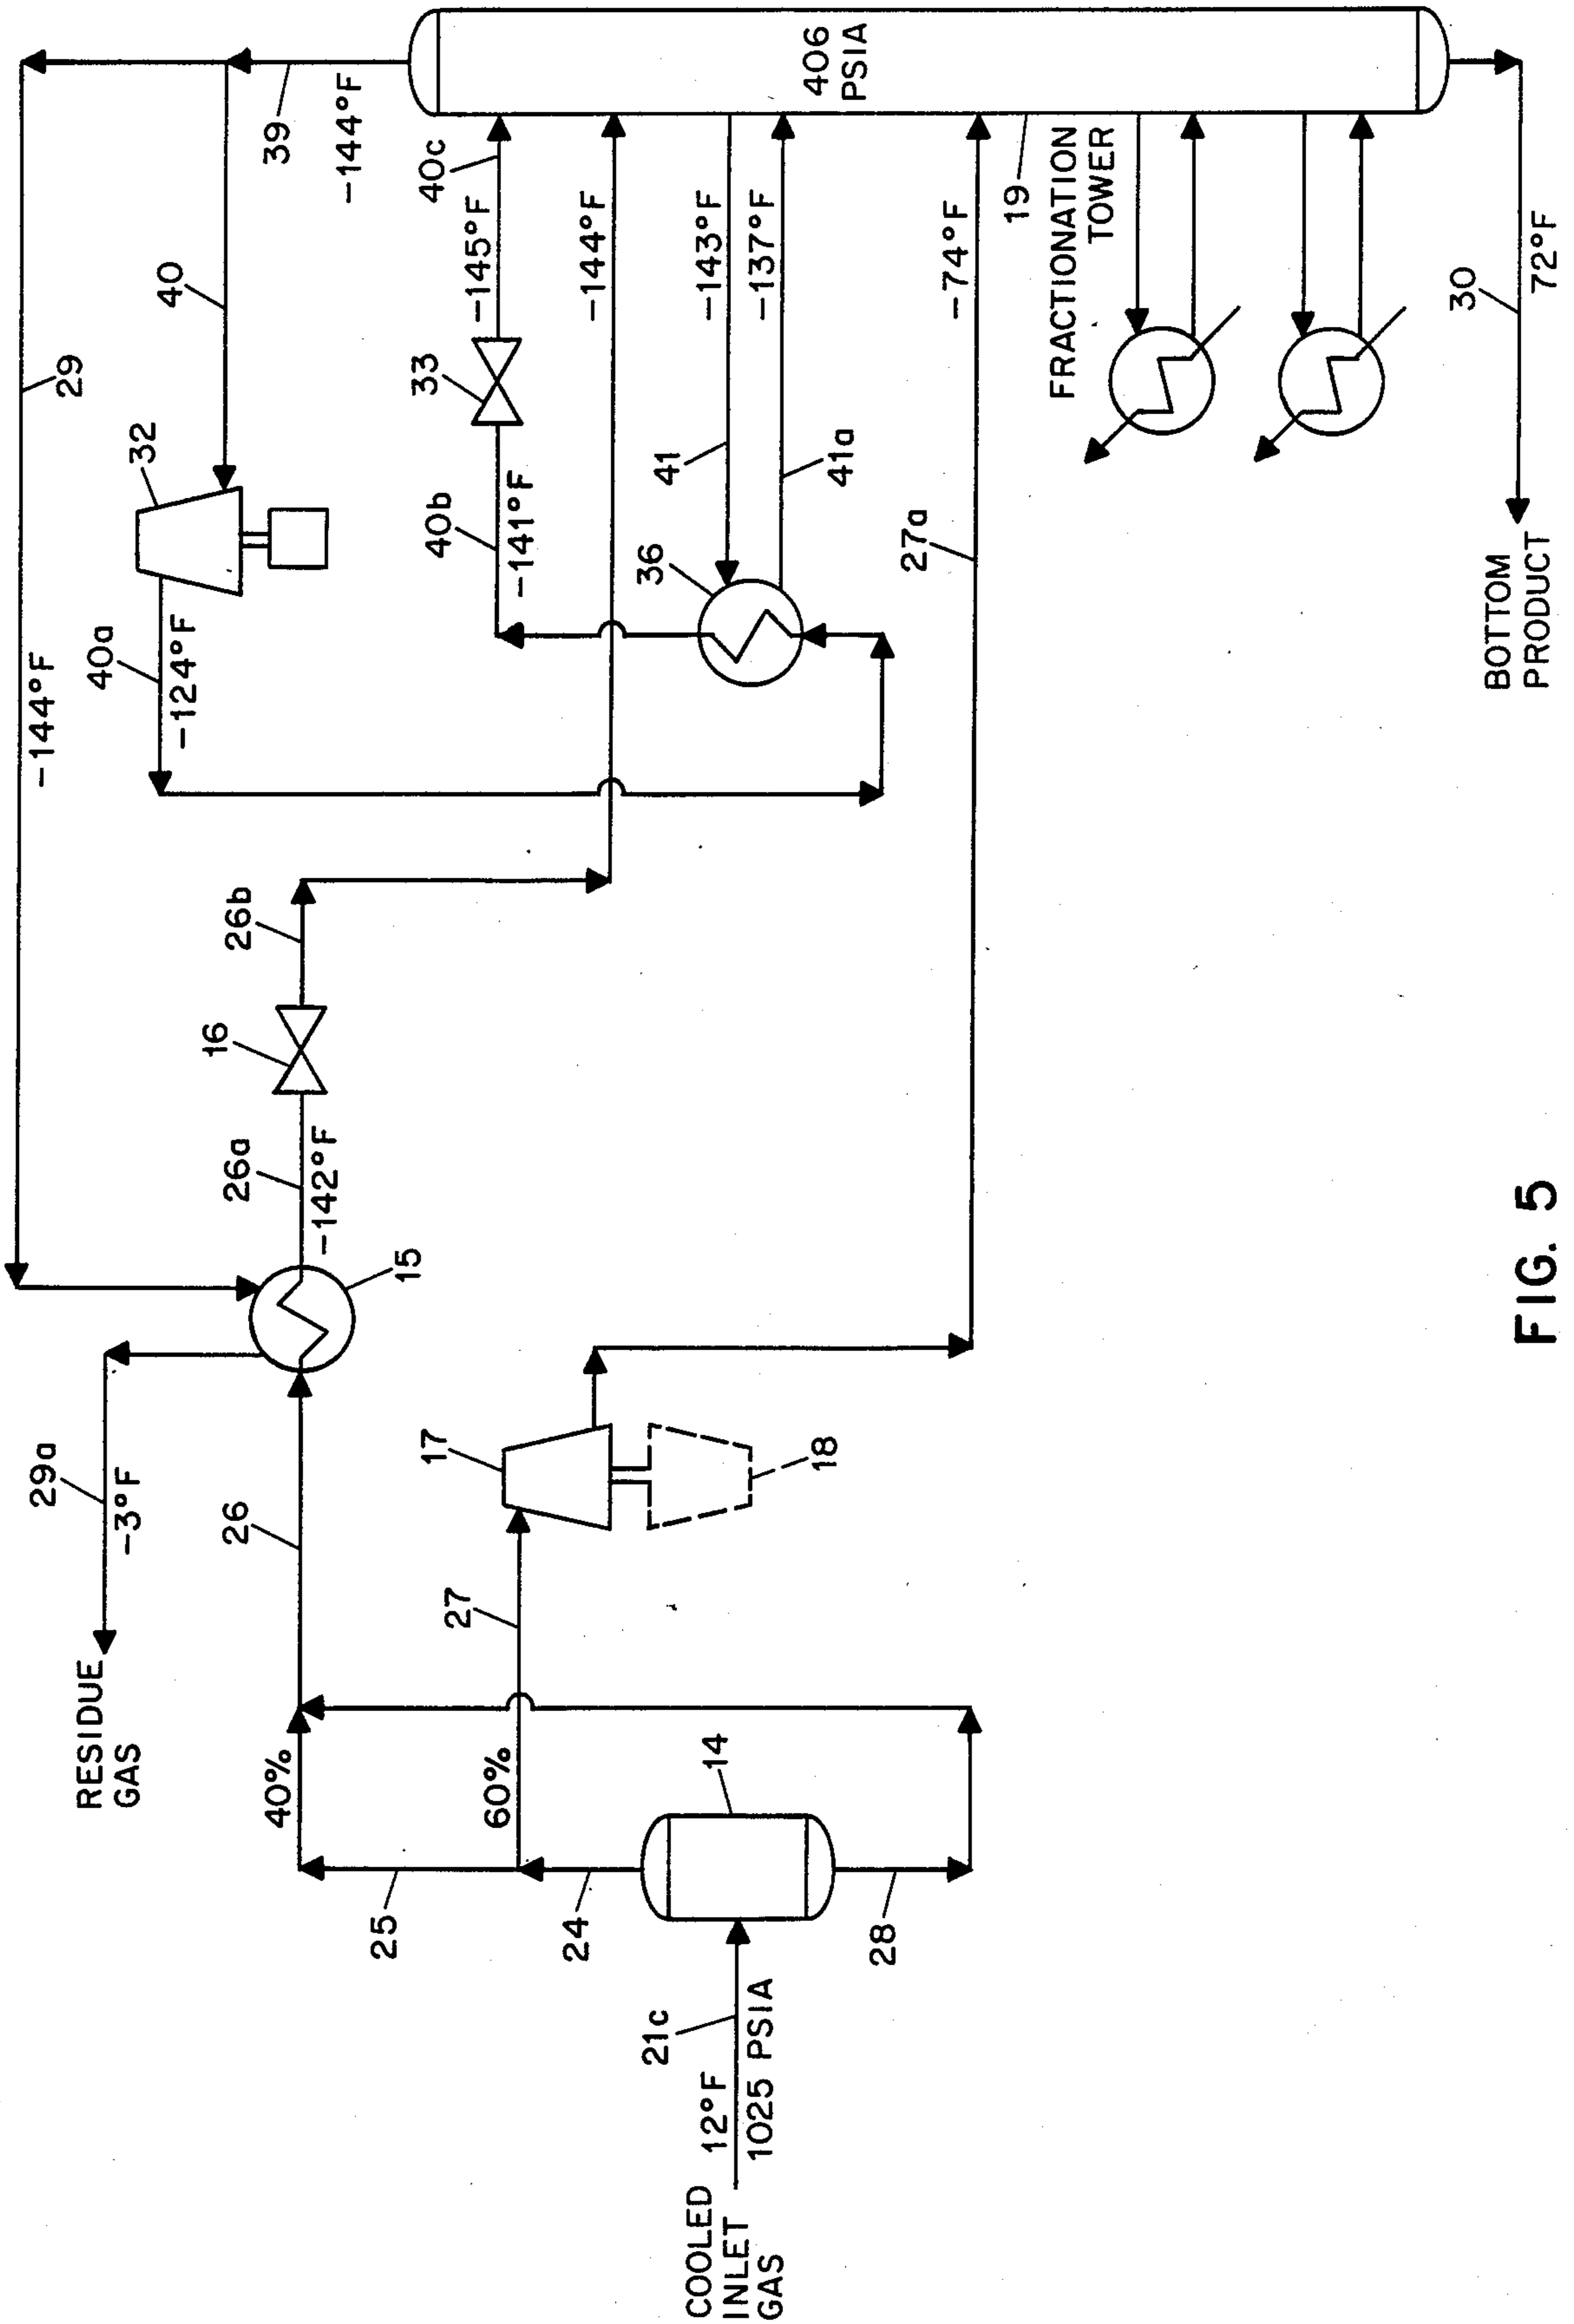 29
-144°F
39
-144°F
40
32
40a
-124°F
RESIDUE
GAS
29a
-3°F
40%
26
15
26a
-142°F
16
26b
40b
-141°F
33
-145°F
40c
-144°F
41
-143°F
36
41a
-137°F
25
60%
27
17
18
24
14
28
COOLED
INLET
GAS
12°F
1025 PSIA
21c
27a
-74°F
406
PSIA
19
FRACTIONATION
TOWER
30
72°F
BOTTOM
PRODUCT
FIG. 5